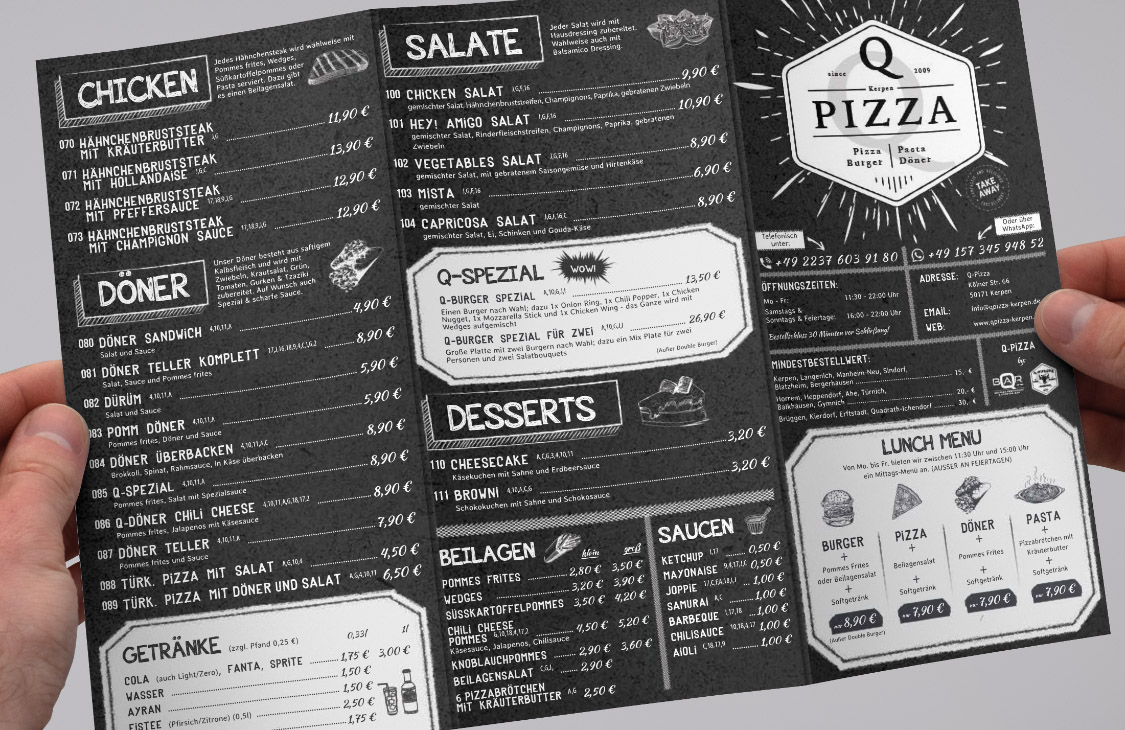 CHICKEN
Jedes Hähnchensteak wird wahlweise mit
Pommes frites, Wedges,
Süßkartoffelpommes oder
Pasta serviert. Dazu gibt
es einen Beilagensalat.
070 HÄHNCHENBRUSTSTEAK
MIT KRÄUTERBUTTER 11,90 €
071 HÄHNCHENBRUSTSTEAK
MIT HOLLANDAISE 13,90 €
072 HÄHNCHENBRUSTSTEAK
MIT PFEFFERSAUCE 12,90 €
073 HÄHNCHENBRUSTSTEAK
MIT CHAMPIGNON SAUCE 12,90 €
DÖNER
Unser Döner besteht aus saftigem
Kalbsfleisch und wird mit
Zwiebeln, Krautsalat, Grün,
Tomaten, Gurken & Tzaziki
zubereitet. Auf Wunsch auch
Spezial & scharfe Sauce.
080 DÖNER SANDWICH 4,10,11,A 4,90 €
Salat und Sauce
081 DÖNER TELLER KOMPLETT 8,90 €
Salat, Sauce und Pommes frites
082 DÜRÜM 4,10,11,A 5,90 €
Salat und Sauce
083 POMM DÖNER 4,10,11,A 5,90 €
Pommes frites, Döner und Sauce
084 DÖNER ÜBERBACKEN 8,90 €
Brokkoli, Spinat, Rahmsauce, In Käse überbacken
085 Q-SPEZIAL 8,90 €
Pommes frites, Salat mit Spezialsauce
086 Q-DÖNER CHILI CHEESE 8,90 €
Pommes frites, Jalapenos mit Käsesauce
087 DÖNER TELLER 4,10,11,A 7,90 €
Pommes frites und Sauce
088 TÜRK. PIZZA MIT SALAT 4,50 €
089 TÜRK. PIZZA MIT DÖNER UND SALAT 6,50 €
GETRÄNKE (zzgl. Pfand 0,25 €) 0,33l 1l
COLA (auch Light/Zero), FANTA, SPRITE 1,75 € 3,00 €
WASSER 1,50 €
AYRAN 1,50 €
EISTEE (Pfirsich/Zitrone) (0,5l) 2,50 €
1,75 €
SALATE
Jeder Salat wird mit
Hausdressing zubereitet.
Wahlweise auch mit
Balsamico Dressing.
100 CHICKEN SALAT 9,90 €
gemischter Salat, Hähnchenbruststreifen, Champignons, Paprika, gebratenen Zwiebeln
101 HEY! AMIGO SALAT 10,90 €
gemischter Salat, Rinderfleischstreifen, Champignons, Paprika, gebratenen
Zwiebeln
102 VEGETABLES SALAT 8,90 €
gemischter Salat, mit gebratenem Saisongemüse und Hirtenkäse
103 MISTA 6,90 €
gemischter Salat
104 CAPRICOSA SALAT 8,90 €
gemischter Salat, Ei, Schinken und Gouda-Käse
Q-SPEZIAL WOW!
Q-BURGER SPEZIAL 13,50 €
Einen Burger nach Wahl; dazu 1x Onion Ring, 1x Chili Popper, 1x Chicken
Nugget, 1x Mozzarella Stick und 1x Chicken Wing - das Ganze wird mit
Wedges aufgemischt
Q-BURGER SPEZIAL FÜR ZWEI 26,90 €
Große Platte mit zwei Burgern nach Wahl; dazu ein Mix Platte für zwei
Personen und zwei Salatbouquets (Außer Double Burger)
DESSERTS
110 CHEESECAKE 3,20 €
Käsekuchen mit Sahne und Erdbeersauce
111 BROWNI 3,20 €
Schokokuchen mit Sahne und Schokosauce
BEILAGEN klein groß
POMMES FRITES 2,80 € 3,50 €
WEDGES 3,20 € 3,90 €
SÜSSKARTOFFELPOMMES 3,50 € 4,20 €
CHILI CHEESE
POMMES 4,50 € 5,20 €
Käsesauce, Jalapenos, Chilisauce
KNOBLAUCHPOMMES 2,90 € 3,60 €
BEILAGENSALAT 2,90 €
6 PIZZABRÖTCHEN
MIT KRÄUTERBUTTER 2,50 €
SAUCEN
KETCHUP 0,50 €
MAYONAISE 0,50 €
JOPPIE 1,00 €
SAMURAI 1,00 €
BARBEQUE 1,00 €
CHILISAUCE 1,00 €
AIOLI 1,00 €
Q
since 2009
Kerpen
PIZZA
Pizza Pasta
Burger Döner
TAKE
AWAY
Telefonisch
unter:
+49 2237 603 91 80
Oder über
WhatsApp:
+49 157 345 948 52
ÖFFNUNGSZEITEN:
Mo - Fr: 11:30 - 22:00 Uhr
Samstags &
Sonntags & Feiertage: 16:00 - 22:00 Uhr
Bestellschluss 30 Minuten vor Schließung!
ADRESSE: Q-Pizza
Kölner Str. 66
50171 Kerpen
EMAIL: info@qpizza-kerpen.de
WEB: www.qpizza-kerpen.
MINDESTBESTELLWERT:
Kerpen, Langenich, Manheim-Neu, Sindorf,
Blatzheim, Bergerhausen 15,- €
Horrem, Heppendorf, Ahe, Türnich,
Balkhausen, Gymnich 20,- €
Brüggen, Kierdorf, Erftstadt, Quadrath-Ichendorf 30,- €
Q-PIZZA
by
BAR
LUNCH MENU
Von Mo. bis Fr. bieten wir zwischen 11:30 Uhr und 15:00 Uhr
ein Mittags-Menü an. (AUSSER AN FEIERTAGEN)
BURGER
+
Pommes Frites
oder Beilagensalat
+
Softgetränk
8,90 €
(Außer Double Burger)
PIZZA
+
Beilagensalat
+
Softgetränk
7,90 €
DÖNER
+
Pommes Frites
+
Softgetränk
7,90 €
PASTA
+
Pizzabrötchen mit
Kräuterbutter
+
Softgetränk
7,90 €